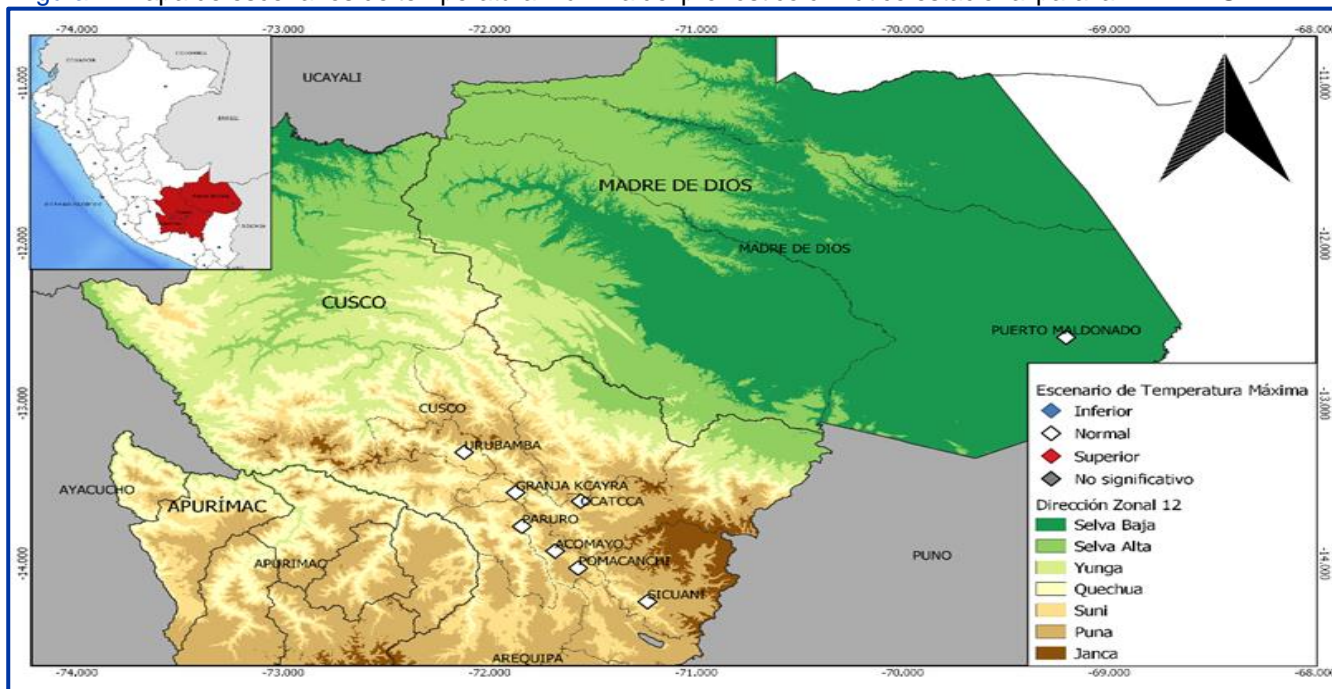 -74.000 -73.000 -72.000 -71.000 -70.000 -69.000 -68.000
ECUADOR
BRASIL
UCAYALI
-11.000
-11.000
MADRE DE DIOS
MADRE DE DIOS
-12.000
-12.000
CUSCO
PUERTO MALDONADO
-13.000
-13.000
CUSCO
URUBAMBA
AYACUCHO
APURÍMAC
GRANJA KCAYRA
CCATCCA
PARURO
ACOMAYO
APURIMAC
POMACANCHI
PUNO
-14.000
-14.000
SICUANI
AREQUIPA
Escenario de Temperatura Máxima
Inferior
Normal
Superior
No significativo
Dirección Zonal 12
Selva Baja
Selva Alta
Yunga
Quechua
Suni
Puna
Janca
-74.000 -73.000 -72.000 -71.000 -70.000 -69.000 -68.000